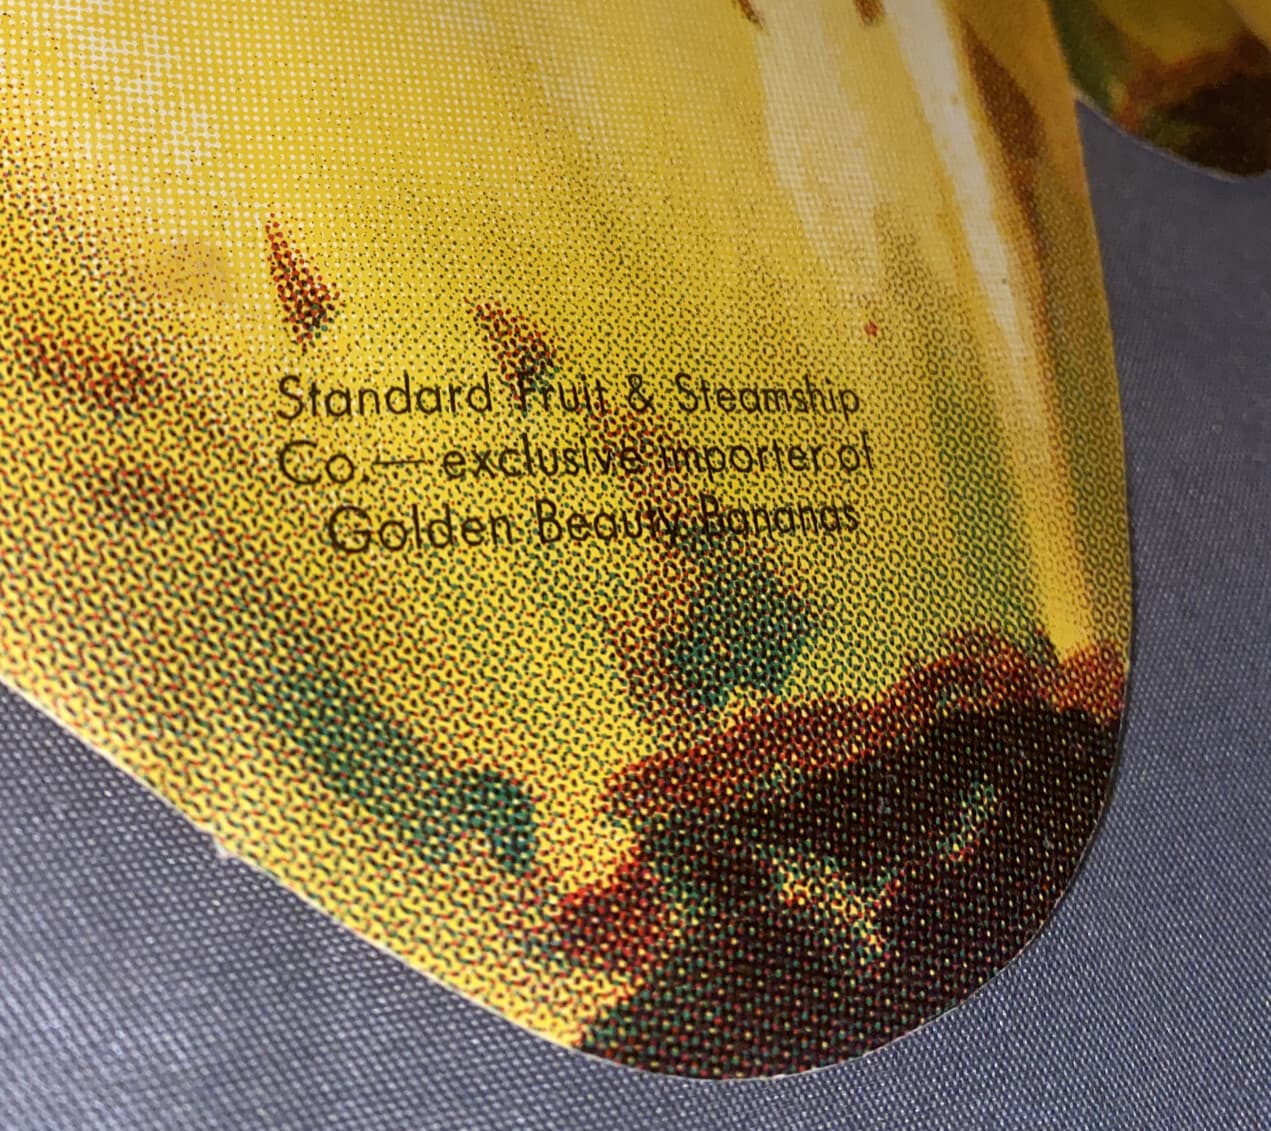 Standard Fruit & Steamship
Co.—exclusive importer of
Golden Beauty Bananas